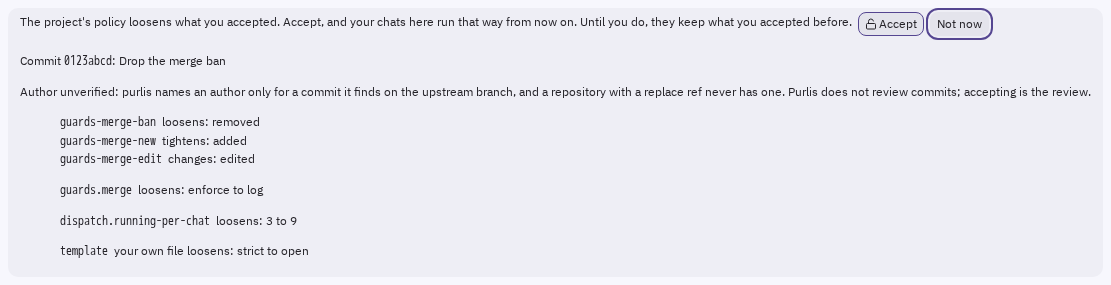 The project's policy loosens what you accepted. Accept, and your chats here run that way from now on. Until you do, they keep what you accepted before. Accept Not now
Commit 0123abcd: Drop the merge ban
Author unverified: purlis names an author only for a commit it finds on the upstream branch, and a repository with a replace ref never has one. Purlis does not review commits; accepting is the review.
guards-merge-ban loosens: removed
guards-merge-new tightens: added
guards-merge-edit changes: edited
guards.merge loosens: enforce to log
dispatch.running-per-chat loosens: 3 to 9
template your own file loosens: strict to open